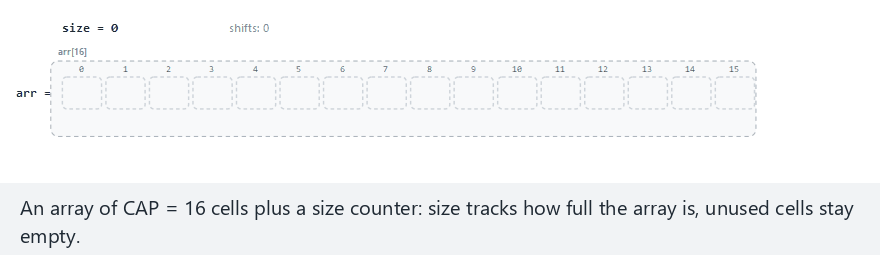 size = 0 shifts: 0
arr[16]
0 1 2 3 4 5 6 7 8 9 10 11 12 13 14 15
arr =
An array of CAP = 16 cells plus a size counter: size tracks how full the array is, unused cells stay
empty.